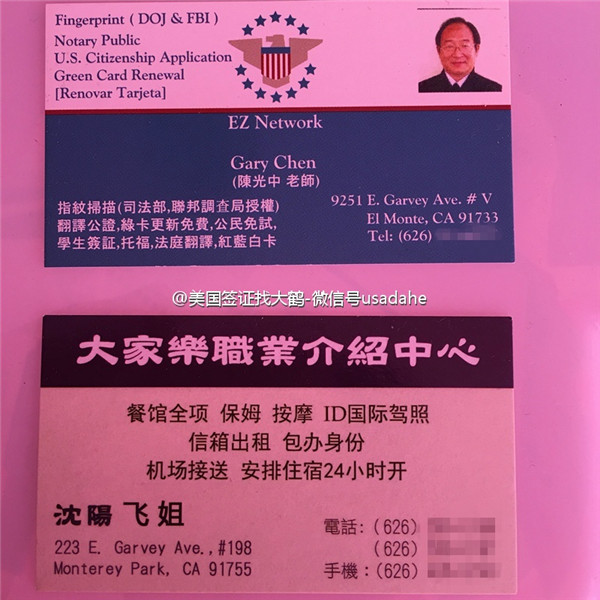 Fingerprint ( DOJ & FBI )
Notary Public
U.S. Citizenship Application
Green Card Renewal
[Renovar Tarjeta]
EZ Network
Gary Chen
(陳光中 老師)
指紋掃描(司法部,聯邦調查局授權)
翻譯公證,綠卡更新免費,公民免試,
學生簽証,托福,法庭翻譯,紅藍白卡
9251 E. Garvey Ave. # V
El Monte, CA 91733
Tel: (626)
@美国签证找大鹤-微信号usadahe
大家樂職業介紹中心
餐馆全项 保姆 按摩 ID国际驾照
信箱出租 包办身份
机场接送 安排住宿24小时开
沈陽 飞姐
223 E. Garvey Ave.,#198
Monterey Park, CA 91755
電話:(626)
(626)
手機:(626)